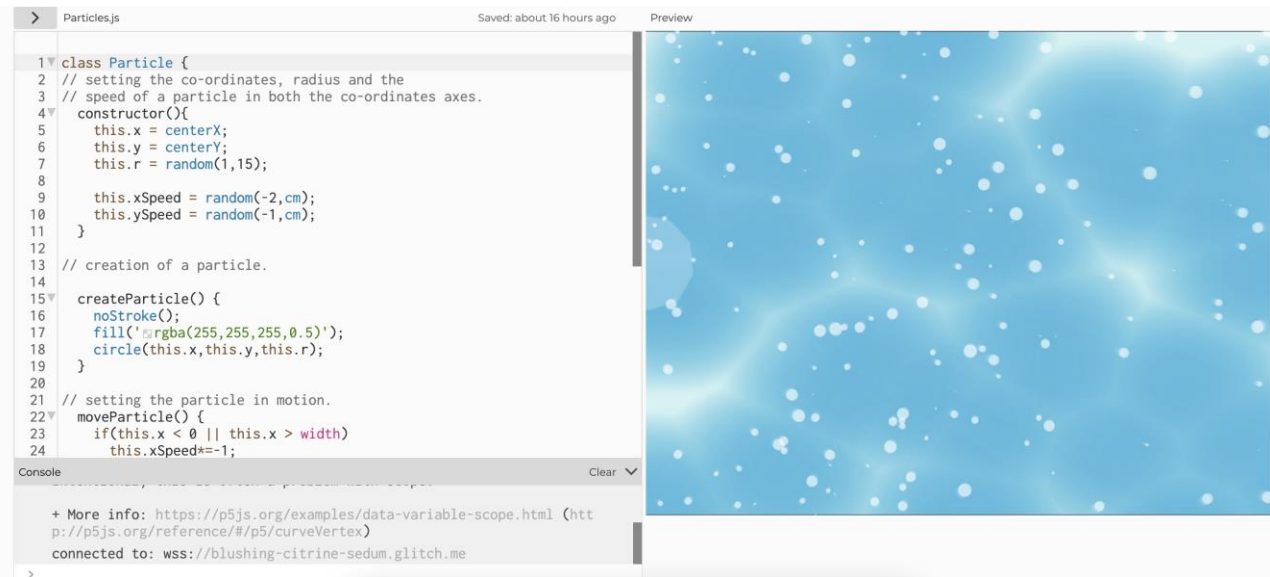 Particles.js
Saved: about 16 hours ago
Preview
1 class Particle {
2 // setting the co-ordinates, radius and the
3 // speed of a particle in both the co-ordinates axes.
4 constructor(){
5 this.x = centerX;
6 this.y = centerY;
7 this.r = random(1,15);
8
9 this.xSpeed = random(-2,cm);
10 this.ySpeed = random(-1,cm);
11 }
12
13 // creation of a particle.
14
15 createParticle() {
16 noStroke();
17 fill('rgba(255,255,255,0.5)');
18 circle(this.x,this.y,this.r);
19 }
20
21 // setting the particle in motion.
22 moveParticle() {
23 if(this.x < 0 || this.x > width)
24 this.xSpeed*=-1;
Console
Clear
+ More info: https://p5js.org/examples/data-variable-scope.html (htt
p://p5js.org/reference/#/p5/curveVertex)
connected to: wss://blushing-citrine-sedum.glitch.me
>